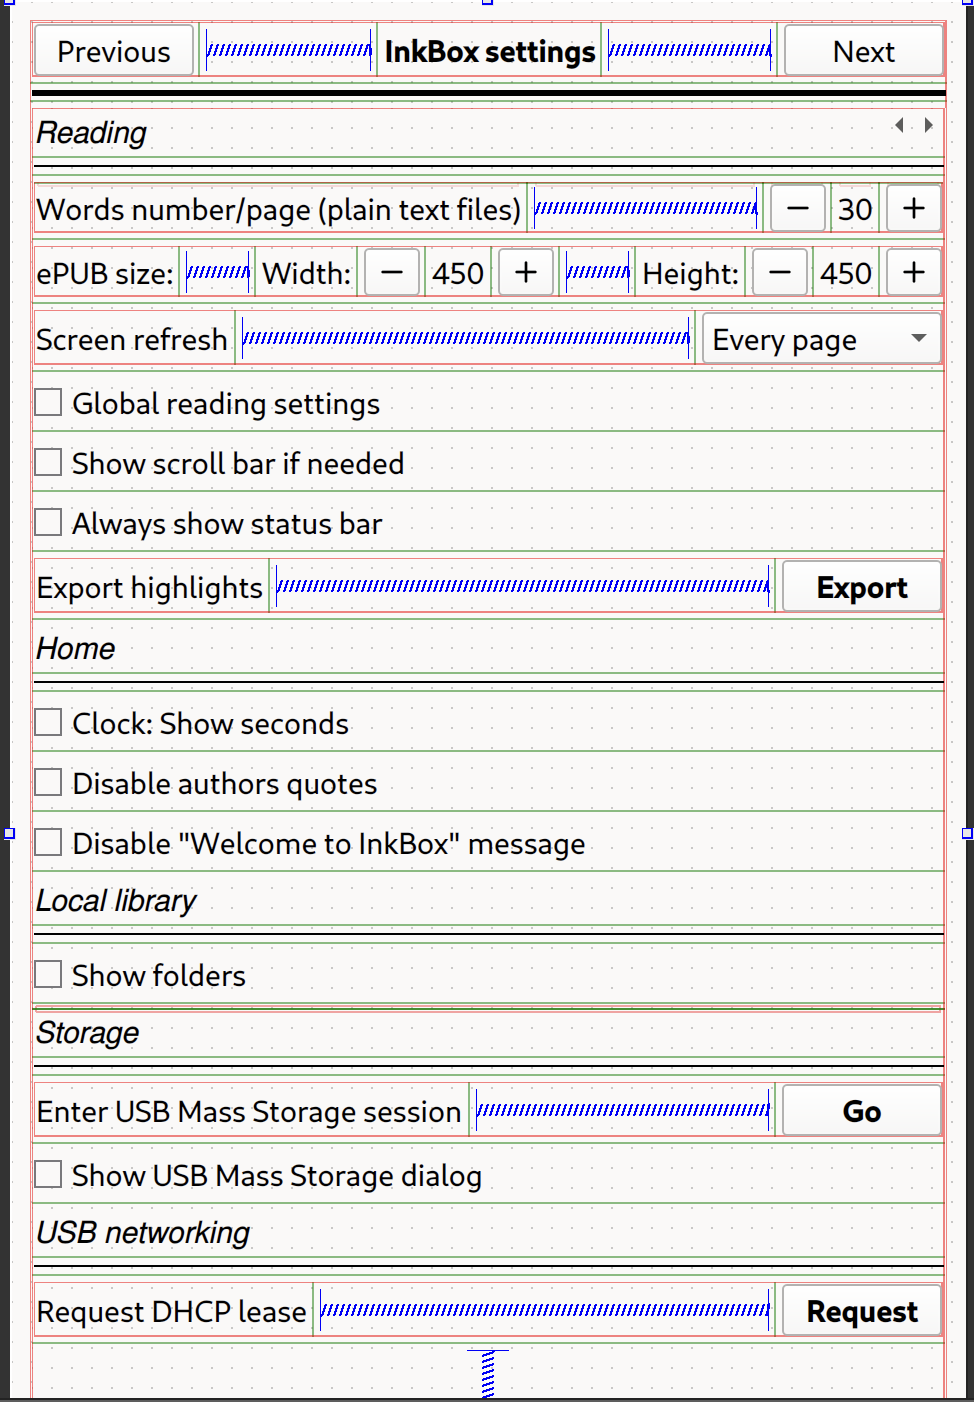 Previous InkBox settings Next
Reading
Words number/page (plain text files) − 30 +
ePUB size: Width: − 450 + Height: − 450 +
Screen refresh Every page
Global reading settings
Show scroll bar if needed
Always show status bar
Export highlights Export
Home
Clock: Show seconds
Disable authors quotes
Disable "Welcome to InkBox" message
Local library
Show folders
Storage
Enter USB Mass Storage session Go
Show USB Mass Storage dialog
USB networking
Request DHCP lease Request